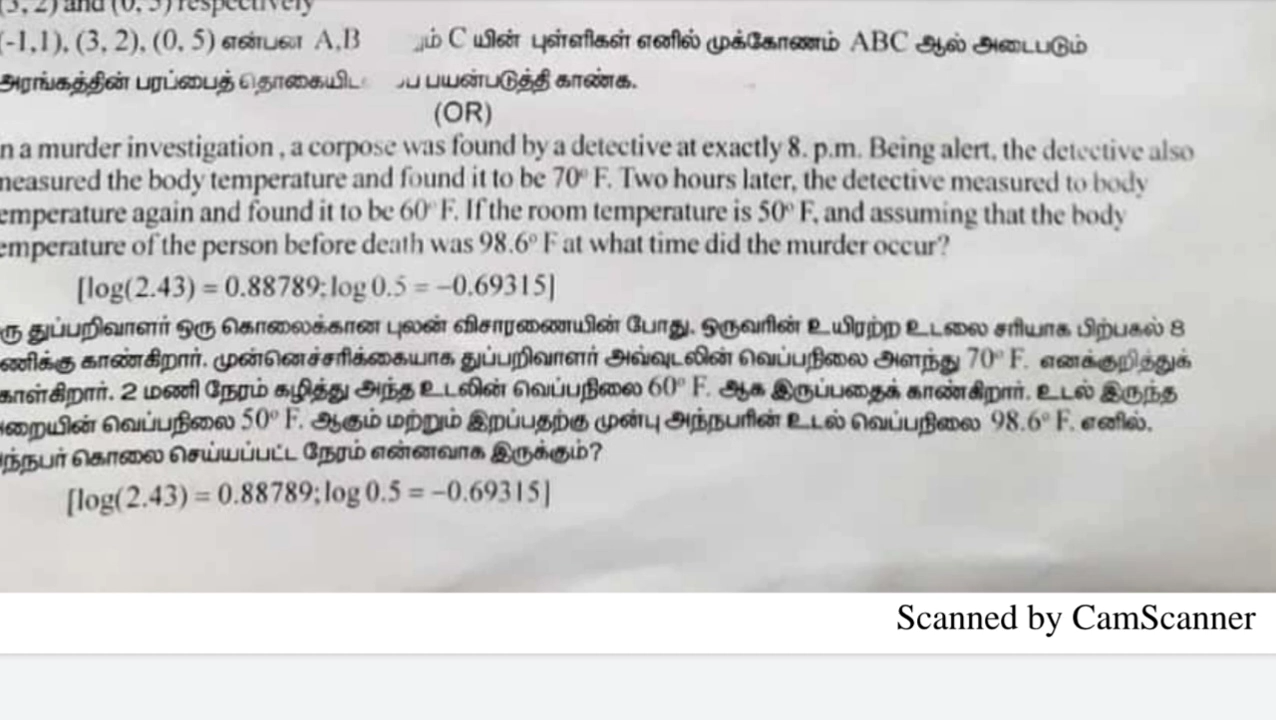 (3, 2) and (0, 5) respectively
(-1,1), (3, 2), (0, 5) என்பன A,B ும் C யின் புள்ளிகள் எனில் முக்கோணம் ABC ஆல் அடைபடும்
அரங்கத்தின் பரப்பைத் தொகையிட பயன்படுத்தி காண்க.
(OR)
n a murder investigation , a corpose was found by a detective at exactly 8. p.m. Being alert, the detective also
measured the body temperature and found it to be 70° F. Two hours later, the detective measured to body
emperature again and found it to be 60° F. If the room temperature is 50° F, and assuming that the body
emperature of the person before death was 98.6° F at what time did the murder occur?
[log(2.43) = 0.88789; log 0.5 = -0.69315]
ரு துப்பறிவாளர் ஒரு கொலைக்கான புலன் விசாரணையின் போது, ஒருவரின் உயிரற்ற உடலை சரியாக பிற்பகல் 8
ணிக்கு காண்கிறார். முன்னெச்சரிக்கையாக துப்பறிவாளர் அவ்வுடலின் வெப்பநிலை அளந்து 70° F. எனக்குறித்துக்
காள்கிறார். 2 மணி நேரம் கழித்து அந்த உடலின் வெப்பநிலை 60° F. ஆக இருப்பதைக் காண்கிறார். உடல் இருந்த
அறையின் வெப்பநிலை 50° F. ஆகும் மற்றும் இறப்பதற்கு முன்பு அந்நபரின் உடல் வெப்பநிலை 98.6° F. எனில்,
ந்நபர் கொலை செய்யப்பட்ட நேரம் என்னவாக இருக்கும்?
[log(2.43) = 0.88789; log 0.5 = -0.69315]
Scanned by CamScanner